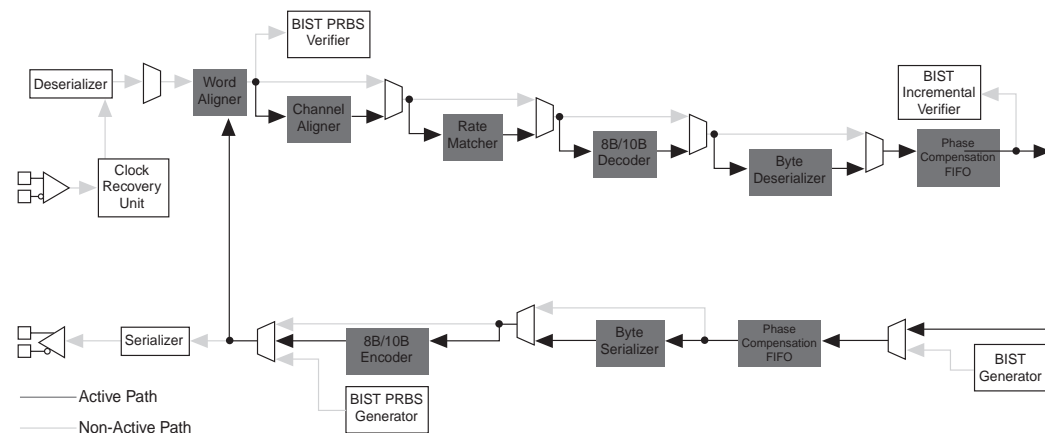 BIST PRBS
Verifier
Deserializer
Word
Aligner
Channel
Aligner
Rate
Matcher
8B/10B
Decoder
Byte
Deserializer
BIST
Incremental
Verifier
Phase
Compensation
FIFO
Clock
Recovery
Unit
Serializer
8B/10B
Encoder
Byte
Serializer
Phase
Compensation
FIFO
BIST
Generator
BIST PRBS
Generator
Active Path
Non-Active Path